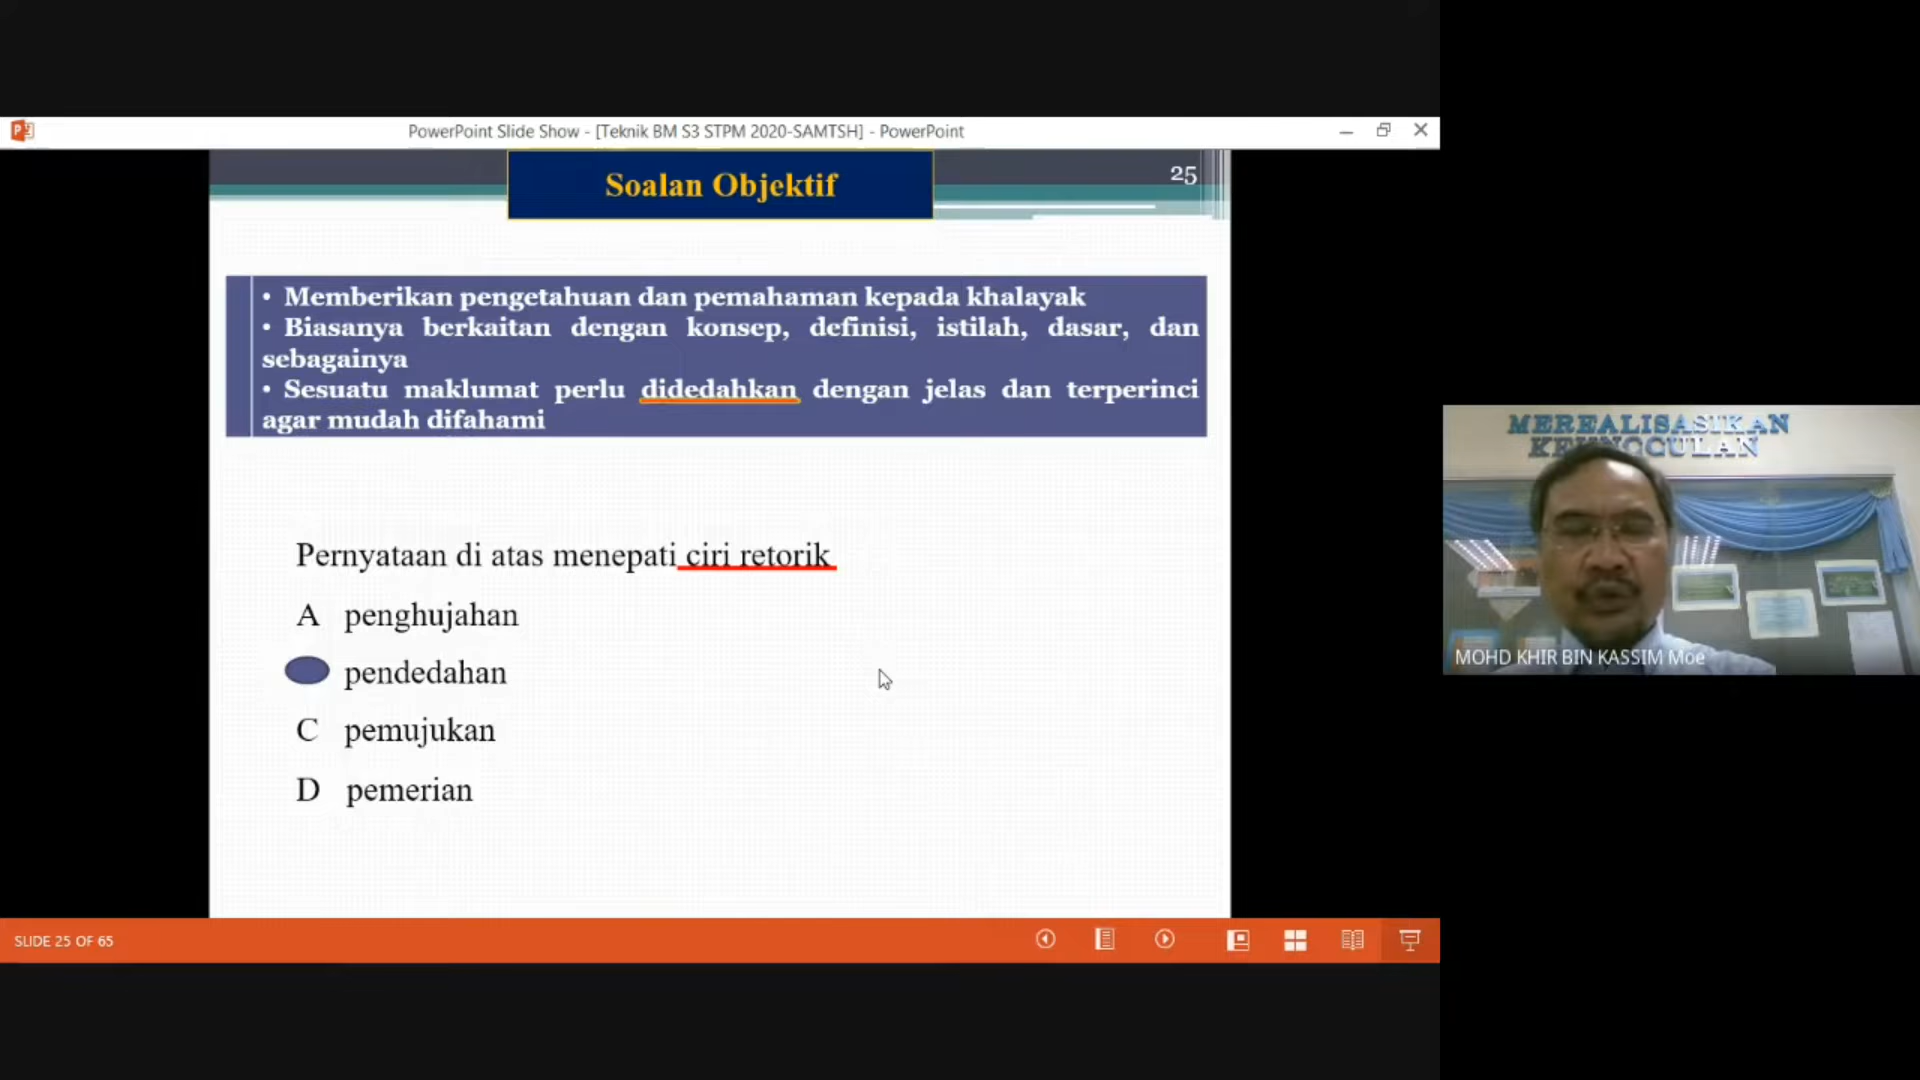 PowerPoint Slide Show - [Teknik BM S3 STPM 2020-SAMTSH] - PowerPoint
Soalan Objektif
25
• Memberikan pengetahuan dan pemahaman kepada khalayak
• Biasanya berkaitan dengan konsep, definisi, istilah, dasar, dan
sebagainya
• Sesuatu maklumat perlu didedahkan dengan jelas dan terperinci
agar mudah difahami
Pernyataan di atas menepati ciri retorik
A penghujahan
pendedahan
C pemujukan
D pemerian
SLIDE 25 OF 65
MEREALISASIKAN
KEUNGGULAN
MOHD KHIR BIN KASSIM Moe